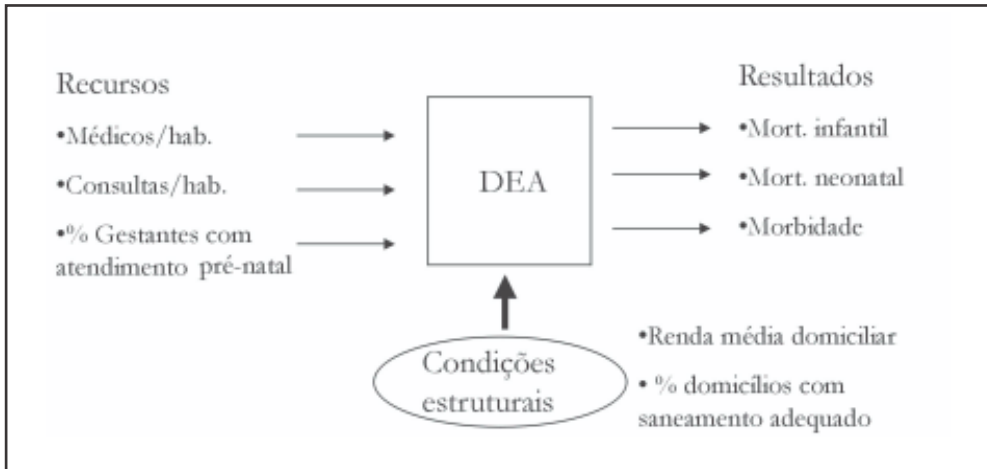 Recursos
•Médicos/hab.
•Consultas/hab.
•% Gestantes com
atendimento pré-natal
DEA
Resultados
•Mort. infantil
•Mort. neonatal
•Morbidade
Condições
estruturais
•Renda média domiciliar
• % domicílios com
saneamento adequado